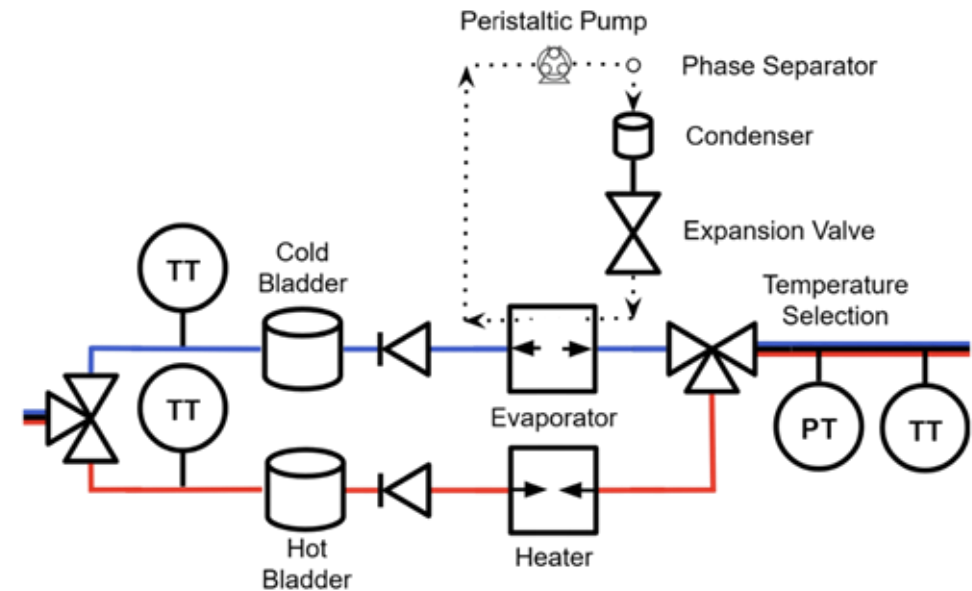 Peristaltic Pump
Phase Separator
Condenser
Expansion Valve
Temperature
Selection
TT
Cold
Bladder
TT
Evaporator
PT
TT
Heater
Hot
Bladder